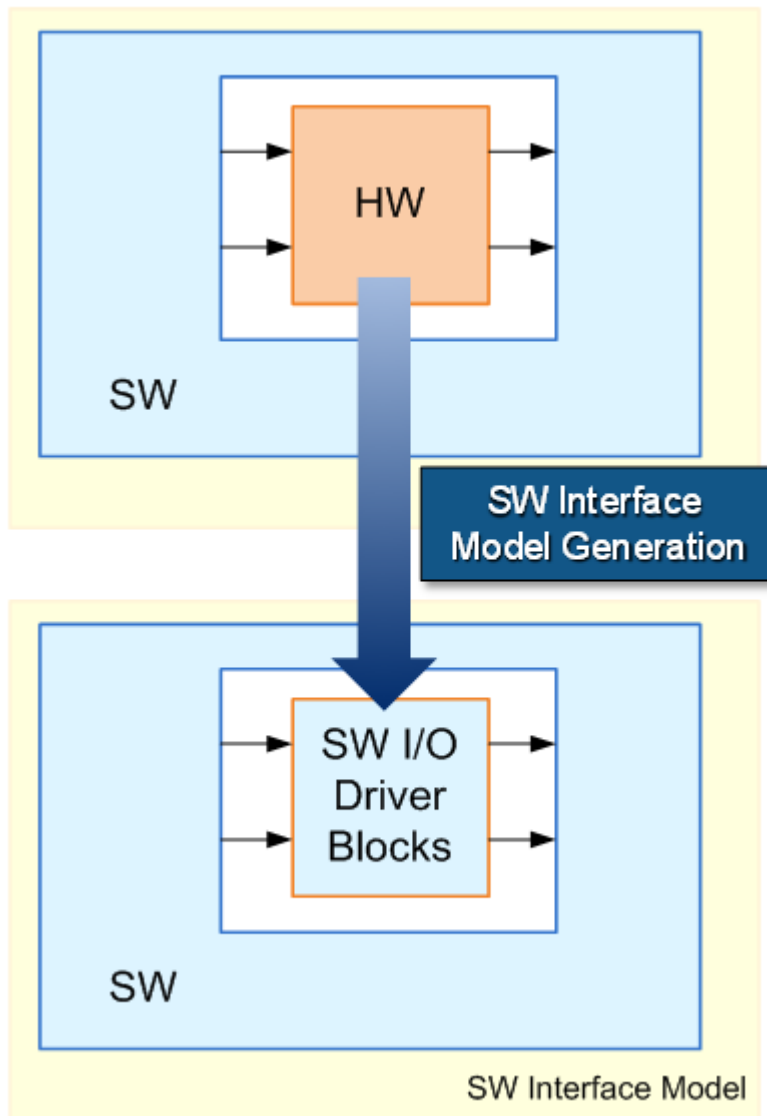 HW
SW
SW Interface
Model Generation
SW I/O
Driver
Blocks
SW
SW Interface Model